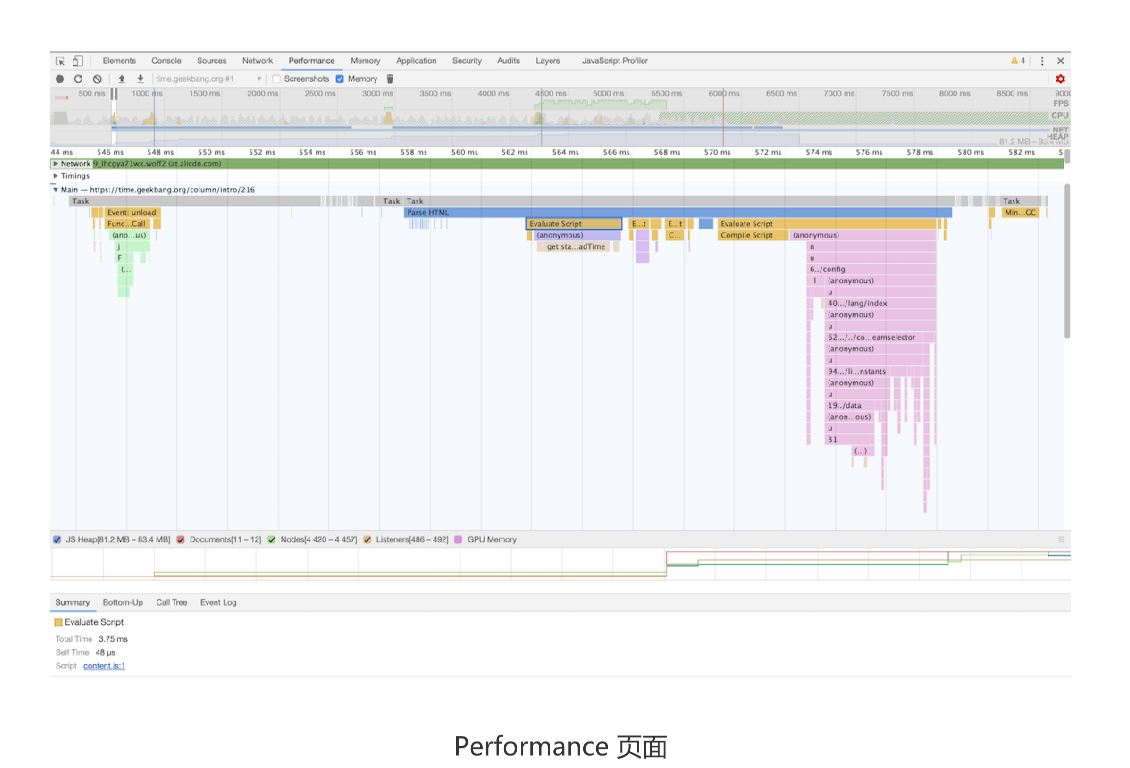 Elements Console Sources Network Performance Memory Application Security Audits Layers JavaScript Profiler 4
time.geekbang.org #1 Screenshots Memory
500 ms 1000 ms 1500 ms 2000 ms 2500 ms 3000 ms 3500 ms 4000 ms 4500 ms 5000 ms 5500 ms 6000 ms 6500 ms 7000 ms 7500 ms 8000 ms 8500 ms 9000
FPS
CPU
NET
HEAP
81.2 MB – 83.4 MB
44 ms 545 ms 548 ms 550 ms 552 ms 554 ms 556 ms 558 ms 560 ms 562 ms 564 ms 566 ms 568 ms 570 ms 572 ms 574 ms 576 ms 578 ms 580 ms 582 ms 5
Network
Timings
Main — https://time.geekbang.org/column/intro/216
Task Task Task Task
Event: unload Parse HTML Min...GC
Func...Call Evaluate Script E...t E...t Evaluate Script
(ano...us) (anonymous) C... Compile Script (anonymous)
j get sta...adTime n
F u
(... 6../config
i (anonymous)
u
40.../lang/index
(anonymous)
u
52.../../co...eamselector
(anonymous)
u
94.../li...nstants
(anonymous)
u
19../data
(anon...ous)
u
31
(...)
JS Heap[81.2 MB – 83.4 MB] Documents[11 – 12] Nodes[4 420 – 4 457] Listeners[486 – 492] GPU Memory
Summary Bottom-Up Call Tree Event Log
Evaluate Script
Total Time 3.75 ms
Self Time 48 μs
Script content.js:1
Performance 页面